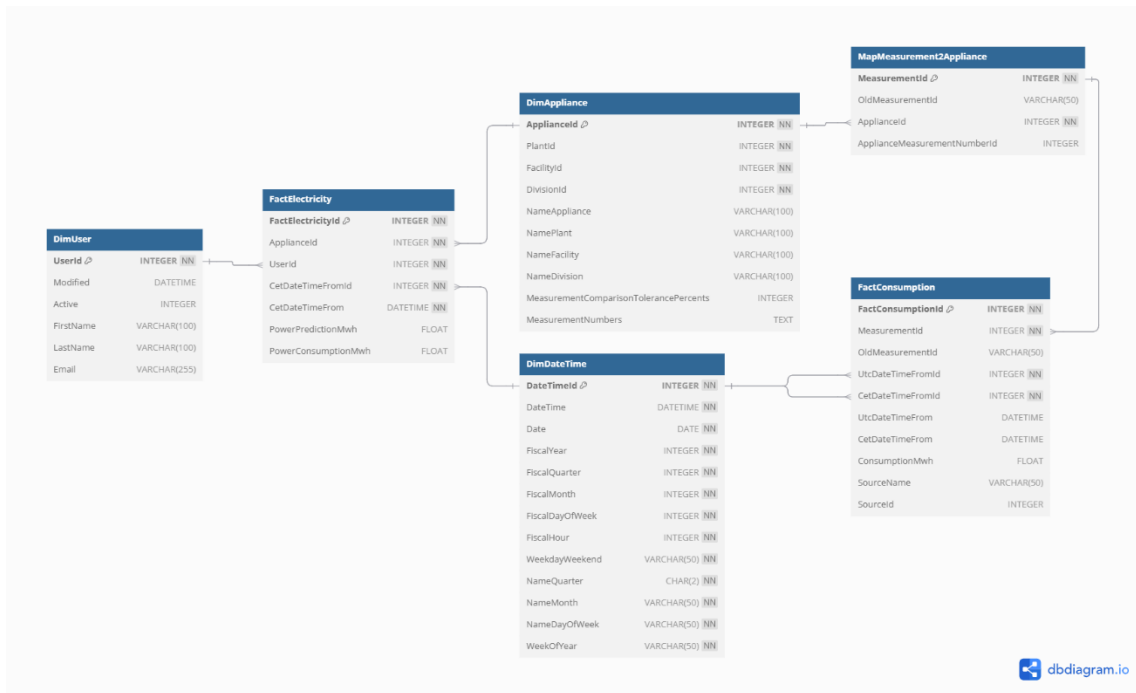 DimUser
UserId INTEGER NN
Modified DATETIME
Active INTEGER
FirstName VARCHAR(100)
LastName VARCHAR(100)
Email VARCHAR(255)
FactElectricity
FactElectricityId INTEGER NN
ApplianceId INTEGER NN
UserId INTEGER NN
CetDateTimeFromId INTEGER NN
CetDateTimeFrom DATETIME NN
PowerPredictionMwh FLOAT
PowerConsumptionMwh FLOAT
DimAppliance
ApplianceId INTEGER NN
PlantId INTEGER NN
FacilityId INTEGER NN
DivisionId INTEGER NN
NameAppliance VARCHAR(100)
NamePlant VARCHAR(100)
NameFacility VARCHAR(100)
NameDivision VARCHAR(100)
MeasurementComparisonTolerancePercents INTEGER
MeasurementNumbers TEXT
DimDateTime
DateTimeId INTEGER NN
DateTime DATETIME NN
Date DATE NN
FiscalYear INTEGER NN
FiscalQuarter INTEGER NN
FiscalMonth INTEGER NN
FiscalDayOfWeek INTEGER NN
FiscalHour INTEGER NN
WeekdayWeekend VARCHAR(50) NN
NameQuarter CHAR(2) NN
NameMonth VARCHAR(50) NN
NameDayOfWeek VARCHAR(50) NN
WeekOfYear VARCHAR(50) NN
MapMeasurement2Appliance
MeasurementId INTEGER NN
OldMeasurementId VARCHAR(50)
ApplianceId INTEGER NN
ApplianceMeasurementNumberId INTEGER
FactConsumption
FactConsumptionId INTEGER NN
MeasurementId INTEGER NN
OldMeasurementId VARCHAR(50)
UtcDateTimeFromId INTEGER NN
CetDateTimeFromId INTEGER NN
UtcDateTimeFrom DATETIME
CetDateTimeFrom DATETIME
ConsumptionMwh FLOAT
SourceName VARCHAR(50)
SourceId INTEGER
dbdiagram.io